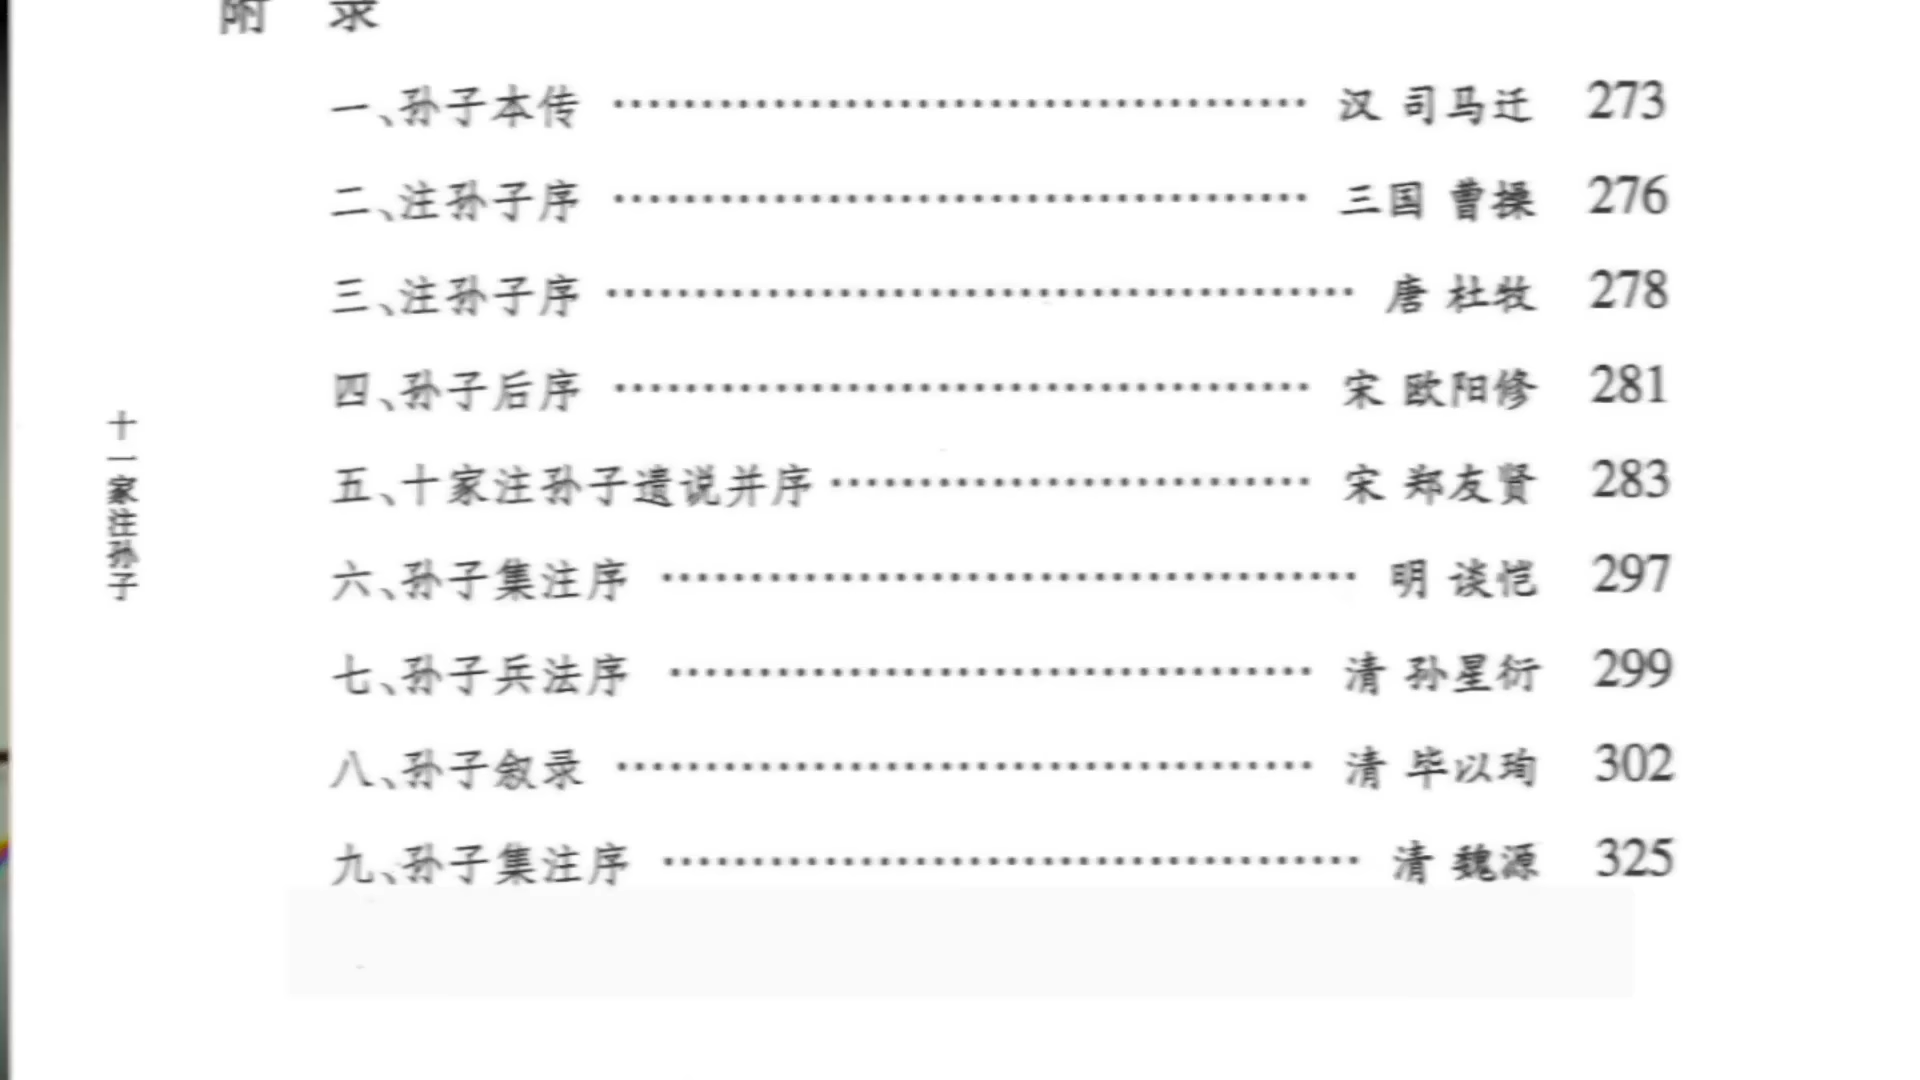 附 录
一、孙子本传 …………………………………… 汉 司马迁 273
二、注孙子序 …………………………………… 三国 曹操 276
三、注孙子序 …………………………………… 唐 杜牧 278
四、孙子后序 …………………………………… 宋 欧阳修 281
五、十家注孙子遗说并序 …………………………………… 宋 郑友贤 283
六、孙子集注序 …………………………………… 明 谈恺 297
七、孙子兵法序 …………………………………… 清 孙星衍 299
八、孙子叙录 …………………………………… 清 毕以珣 302
九、孙子集注序 …………………………………… 清 魏源 325
十一家注孙子